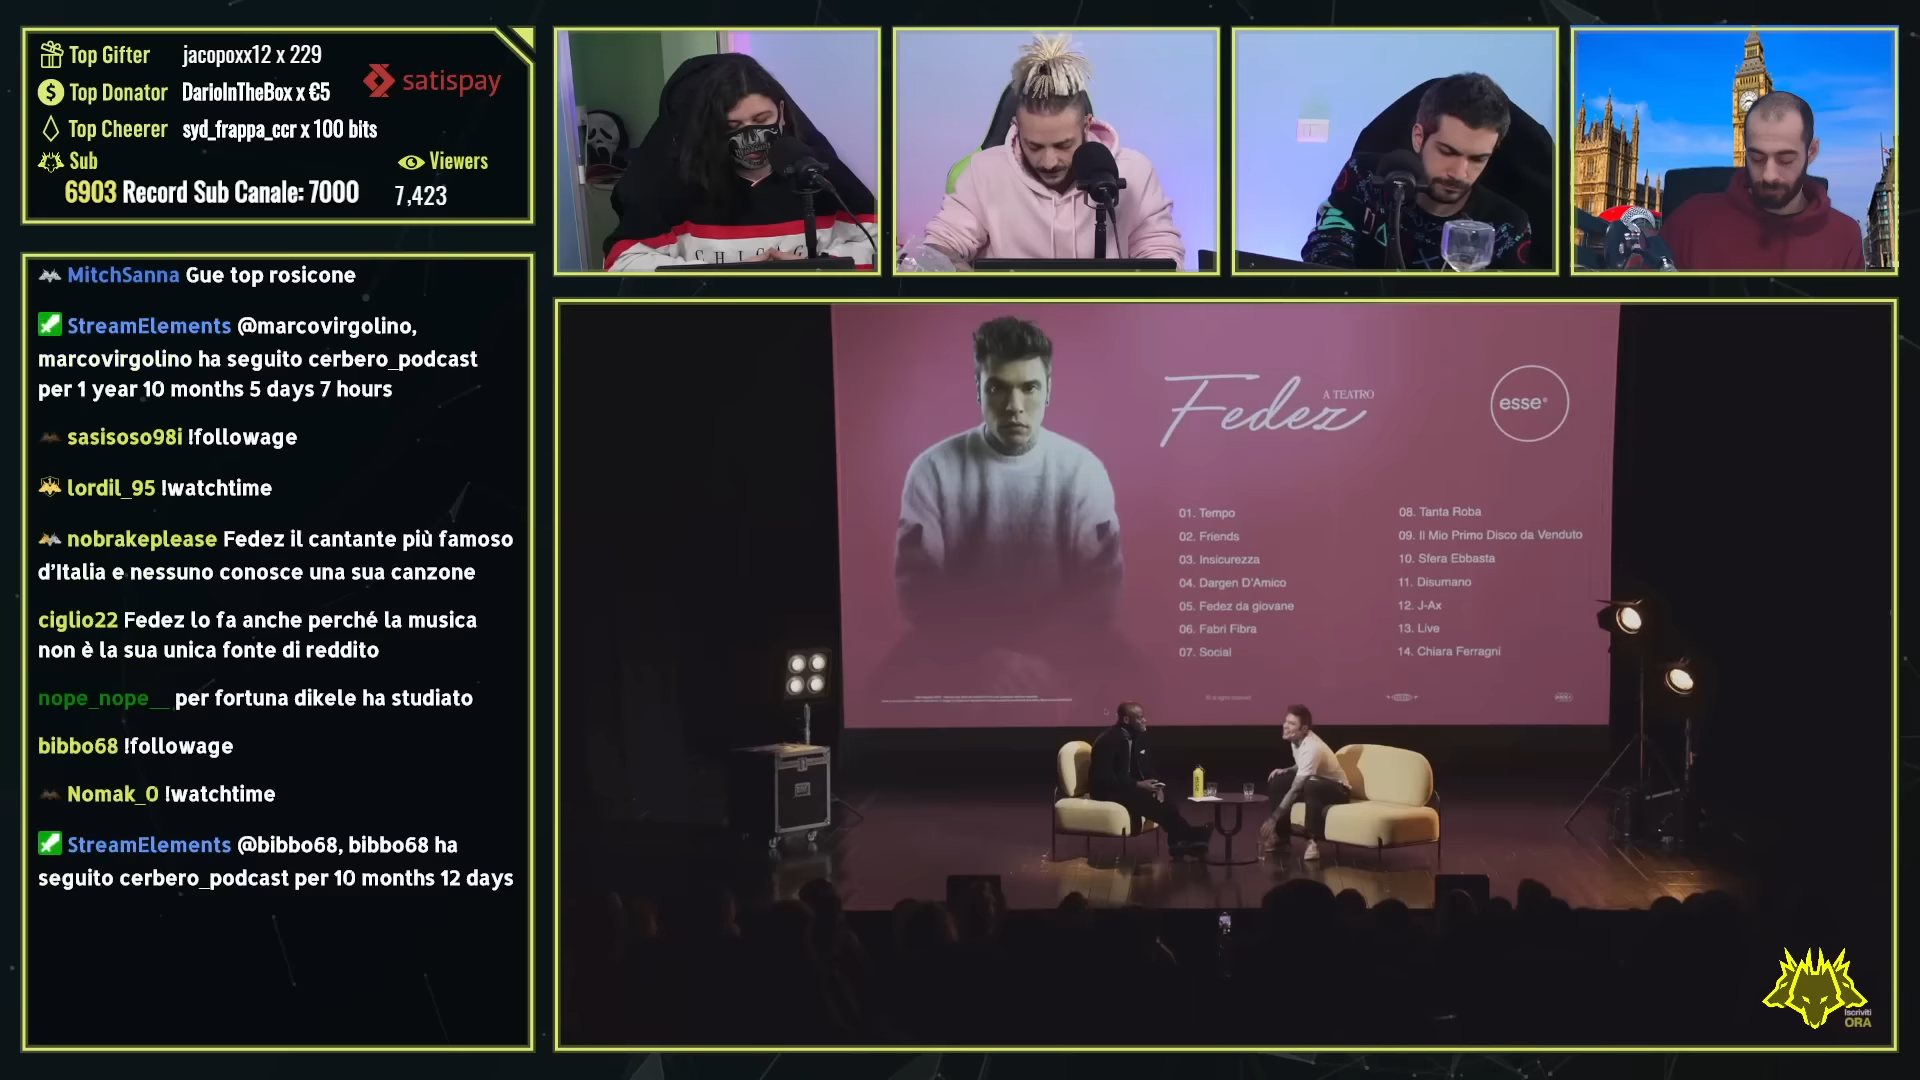 Top Gifter jacopoxx12 x 229
Top Donator DarioInTheBox x €5
satispay
Top Cheerer syd_frappa_ccr x 100 bits
Sub
Viewers
6903 Record Sub Canale: 7000
7,423
MitchSanna Gue top rosicone
StreamElements @marcovirgolino,
marcovirgolino ha seguito cerbero_podcast
per 1 year 10 months 5 days 7 hours
sasisoso98i !followage
lordil_95 !watchtime
nobrakeplease Fedez il cantante più famoso
d'Italia e nessuno conosce una sua canzone
ciglio22 Fedez lo fa anche perché la musica
non è la sua unica fonte di reddito
nope_nope__ per fortuna dikele ha studiato
bibbo68 !followage
Nomak_O !watchtime
StreamElements @bibbo68, bibbo68 ha
seguito cerbero_podcast per 10 months 12 days
CHICAG
Fedez
A TEATRO
esse
01. Tempo
02. Friends
03. Insicurezza
04. Dargen D'Amico
05. Fedez da giovane
06. Fabri Fibra
07. Social
08. Tanta Roba
09. Il Mio Primo Disco da Venduto
10. Sfera Ebbasta
11. Disumano
12. J-Ax
13. Live
14. Chiara Ferragni
Iscriviti
ORA